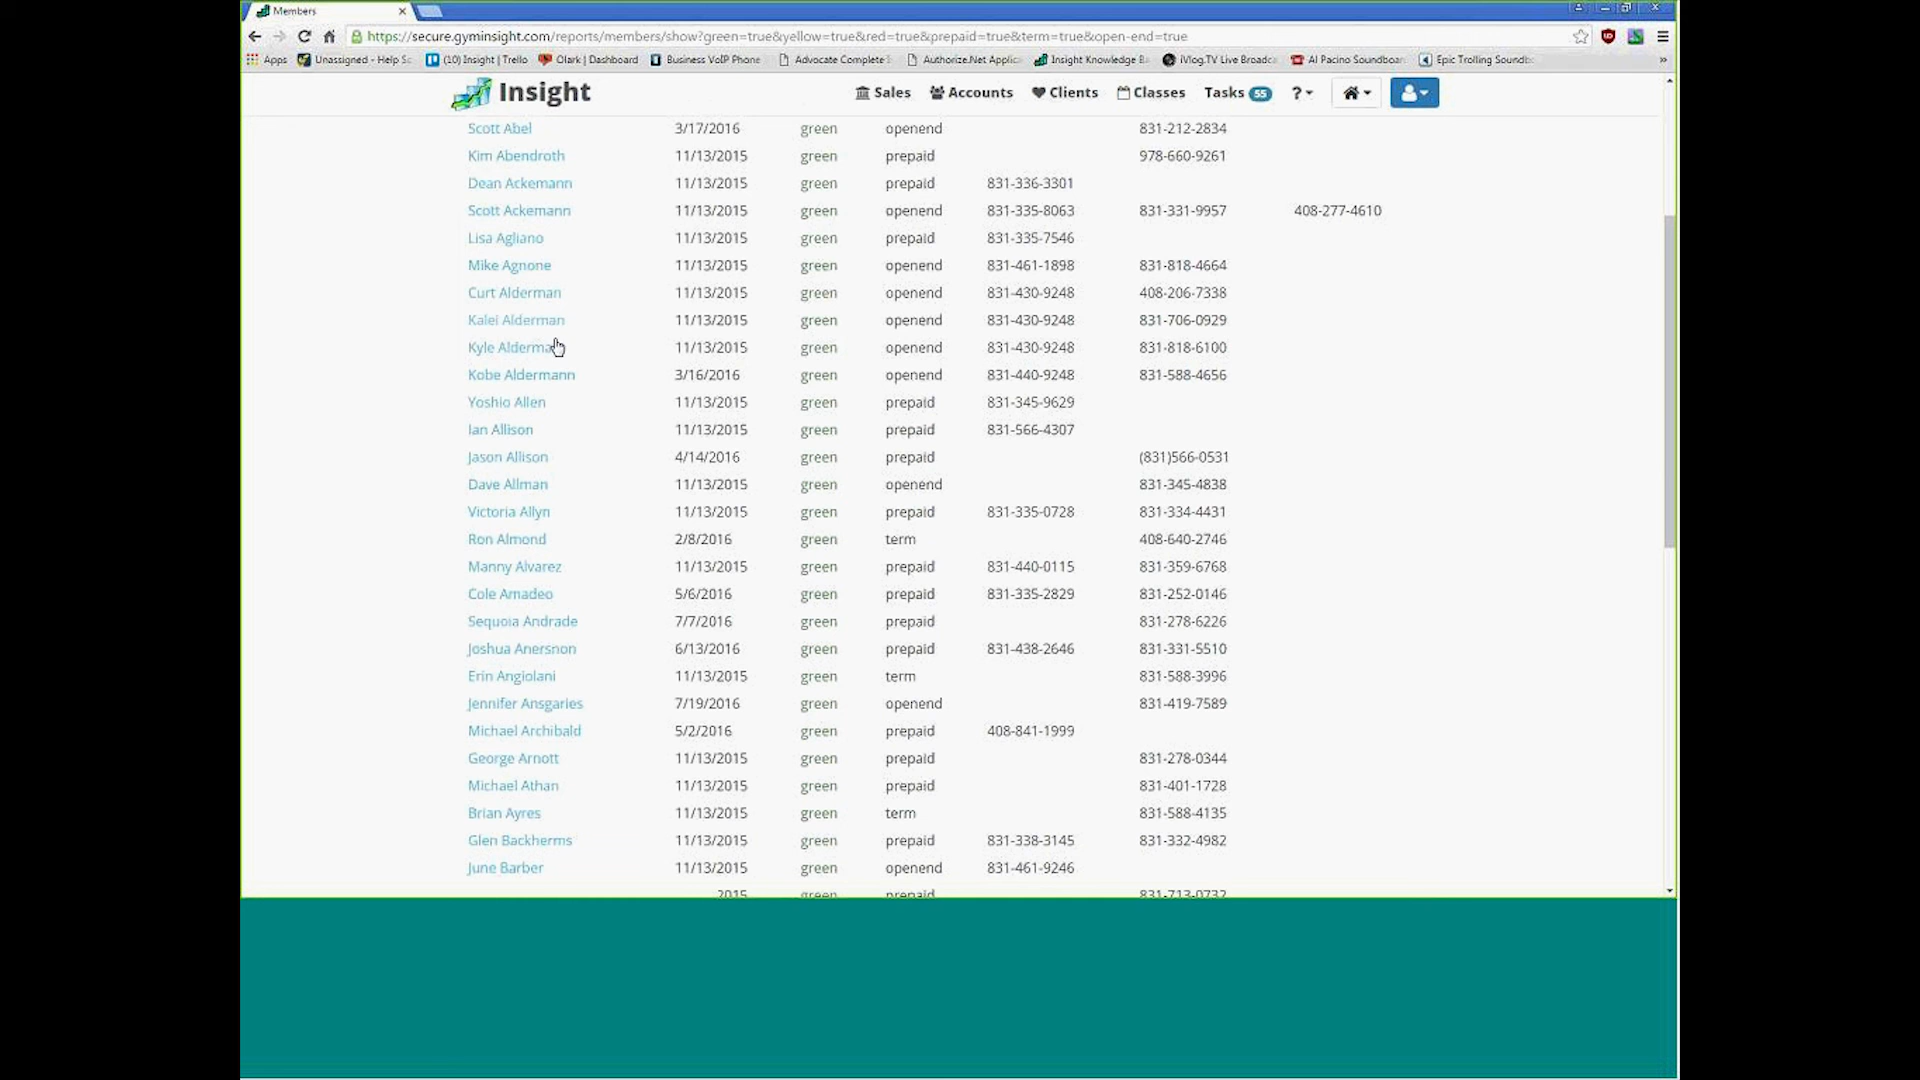 Members
https://secure.gyminsight.com/reports/members/show?green=true&yellow=true&red=true&prepaid=true&term=true&open-end=true
Apps Unassigned - Help Sc (10) Insight | Trello Olark | Dashboard Business VoIP Phone Advocate Complete Authorize.Net Applic Insight Knowledge B iVlog.TV Live Broadc Al Pacino Soundboar Epic Trolling Soundb
Insight Sales Accounts Clients Classes Tasks 55 ?
Scott Abel 3/17/2016 green openend 831-212-2834
Kim Abendroth 11/13/2015 green prepaid 978-660-9261
Dean Ackemann 11/13/2015 green prepaid 831-336-3301
Scott Ackemann 11/13/2015 green openend 831-335-8063 831-331-9957 408-277-4610
Lisa Agliano 11/13/2015 green prepaid 831-335-7546
Mike Agnone 11/13/2015 green openend 831-461-1898 831-818-4664
Curt Alderman 11/13/2015 green openend 831-430-9248 408-206-7338
Kalei Alderman 11/13/2015 green openend 831-430-9248 831-706-0929
Kyle Alderma 11/13/2015 green openend 831-430-9248 831-818-6100
Kobe Aldermann 3/16/2016 green openend 831-440-9248 831-588-4656
Yoshio Allen 11/13/2015 green prepaid 831-345-9629
Ian Allison 11/13/2015 green prepaid 831-566-4307
Jason Allison 4/14/2016 green prepaid (831)566-0531
Dave Allman 11/13/2015 green openend 831-345-4838
Victoria Allyn 11/13/2015 green prepaid 831-335-0728 831-334-4431
Ron Almond 2/8/2016 green term 408-640-2746
Manny Alvarez 11/13/2015 green prepaid 831-440-0115 831-359-6768
Cole Amadeo 5/6/2016 green prepaid 831-335-2829 831-252-0146
Sequoia Andrade 7/7/2016 green prepaid 831-278-6226
Joshua Anersnon 6/13/2016 green prepaid 831-438-2646 831-331-5510
Erin Angiolani 11/13/2015 green term 831-588-3996
Jennifer Ansgaries 7/19/2016 green openend 831-419-7589
Michael Archibald 5/2/2016 green prepaid 408-841-1999
George Arnott 11/13/2015 green prepaid 831-278-0344
Michael Athan 11/13/2015 green prepaid 831-401-1728
Brian Ayres 11/13/2015 green term 831-588-4135
Glen Backherms 11/13/2015 green prepaid 831-338-3145 831-332-4982
June Barber 11/13/2015 green openend 831-461-9246
2015 green prepaid 831-713-0732